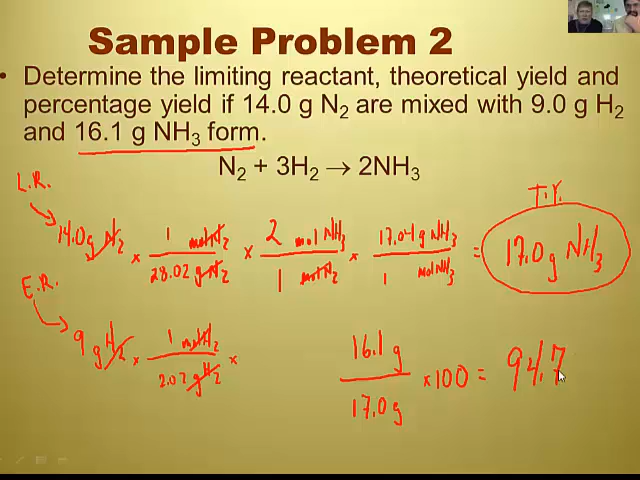 Sample Problem 2
• Determine the limiting reactant, theoretical yield and
percentage yield if 14.0 g N₂ are mixed with 9.0 g H₂
and 16.1 g NH₃ form.
N₂ + 3H₂ → 2NH₃
L.R.
T.Y.
14.0g N₂ × 1 mol N₂ / 28.02 g N₂ × 2 mol NH₃ / 1 mol N₂ × 17.04 g NH₃ / 1 mol NH₃ = 17.0g NH₃
E.R.
9 g H₂ × 1 mol H₂ / 2.02 g H₂ ×
16.1 g / 17.0g × 100 = 94.7